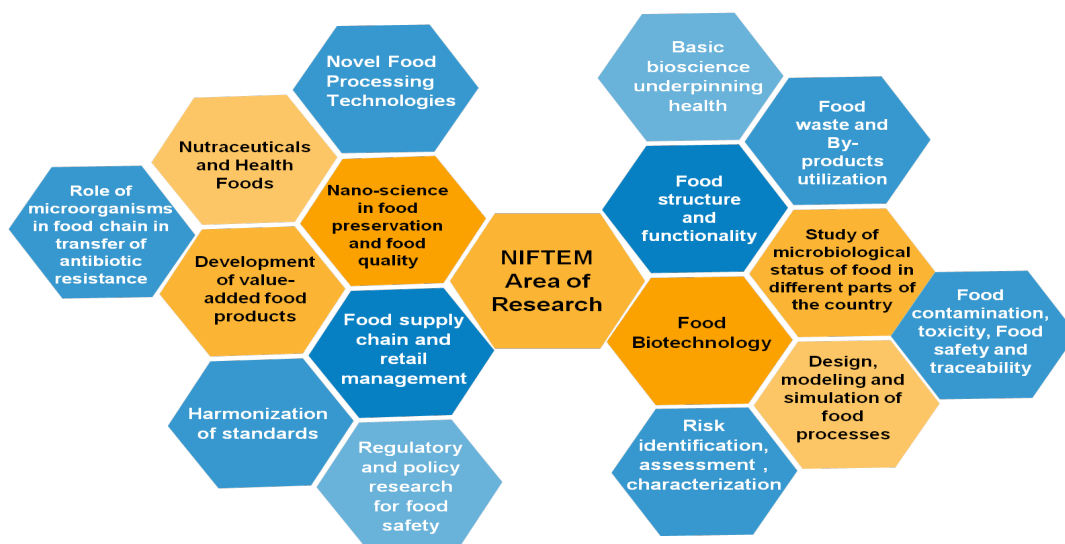 Novel Food
Processing
Technologies
Nutraceuticals
and Health
Foods
Role of
microorganisms
in food chain in
transfer of
antibiotic
resistance
Nano-science
in food
preservation
and food
quality
Development
of value-
added food
products
Food supply
chain and
retail
management
Harmonization
of standards
Regulatory
and policy
research
for food
safety
NIFTEM
Area of
Research
Basic
bioscience
underpinning
health
Food
waste and
By-
products
utilization
Food
structure
and
functionality
Study of
microbiological
status of food in
different parts of
the country
Food
Biotechnology
Food
contamination,
toxicity, Food
safety and
traceability
Design,
modeling and
simulation of
food
processes
Risk
identification,
assessment ,
characterization